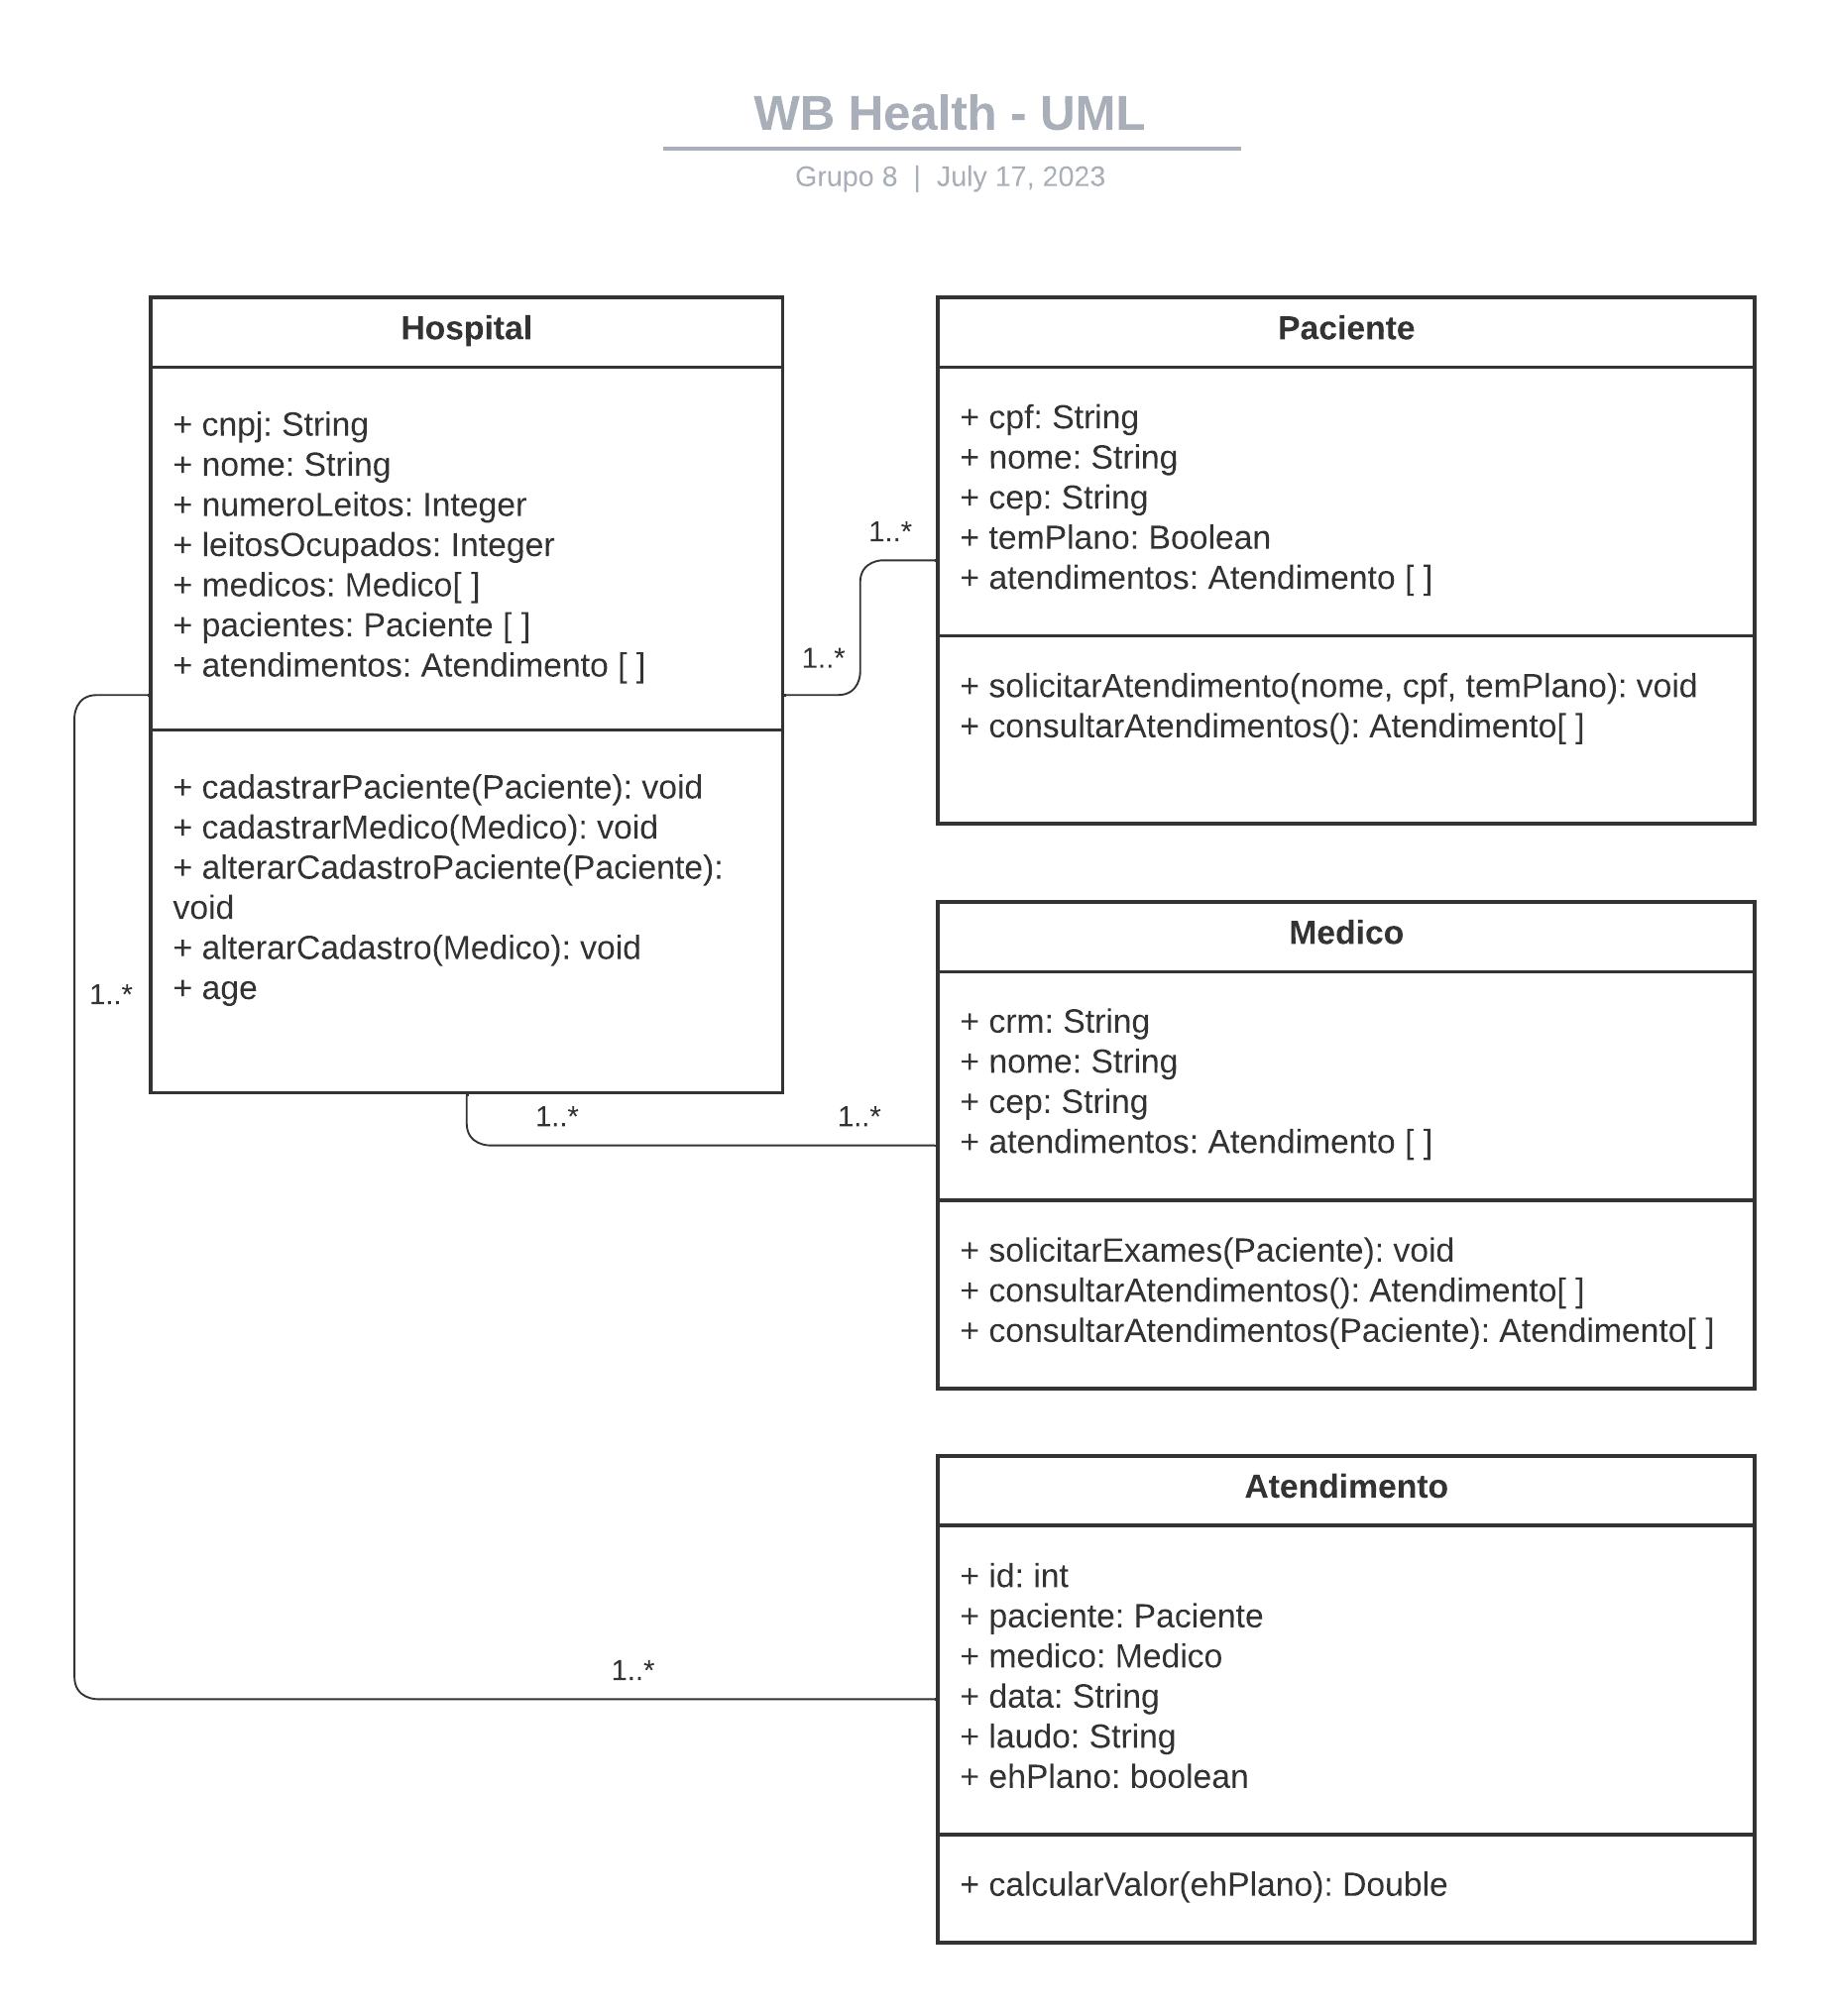 WB Health - UML
Grupo 8 | July 17, 2023
Hospital
+ cnpj: String
+ nome: String
+ numeroLeitos: Integer
+ leitosOcupados: Integer
+ medicos: Medico[ ]
+ pacientes: Paciente [ ]
+ atendimentos: Atendimento [ ]
+ cadastrarPaciente(Paciente): void
+ cadastrarMedico(Medico): void
+ alterarCadastroPaciente(Paciente):
void
+ alterarCadastro(Medico): void
+ age
1..*
1..*
Paciente
+ cpf: String
+ nome: String
+ cep: String
+ temPlano: Boolean
+ atendimentos: Atendimento [ ]
+ solicitarAtendimento(nome, cpf, temPlano): void
+ consultarAtendimentos(): Atendimento[ ]
1..*
1..*
Medico
+ crm: String
+ nome: String
+ cep: String
+ atendimentos: Atendimento [ ]
+ solicitarExames(Paciente): void
+ consultarAtendimentos(): Atendimento[ ]
+ consultarAtendimentos(Paciente): Atendimento[ ]
1..*
1..*
Atendimento
+ id: int
+ paciente: Paciente
+ medico: Medico
+ data: String
+ laudo: String
+ ehPlano: boolean
+ calcularValor(ehPlano): Double